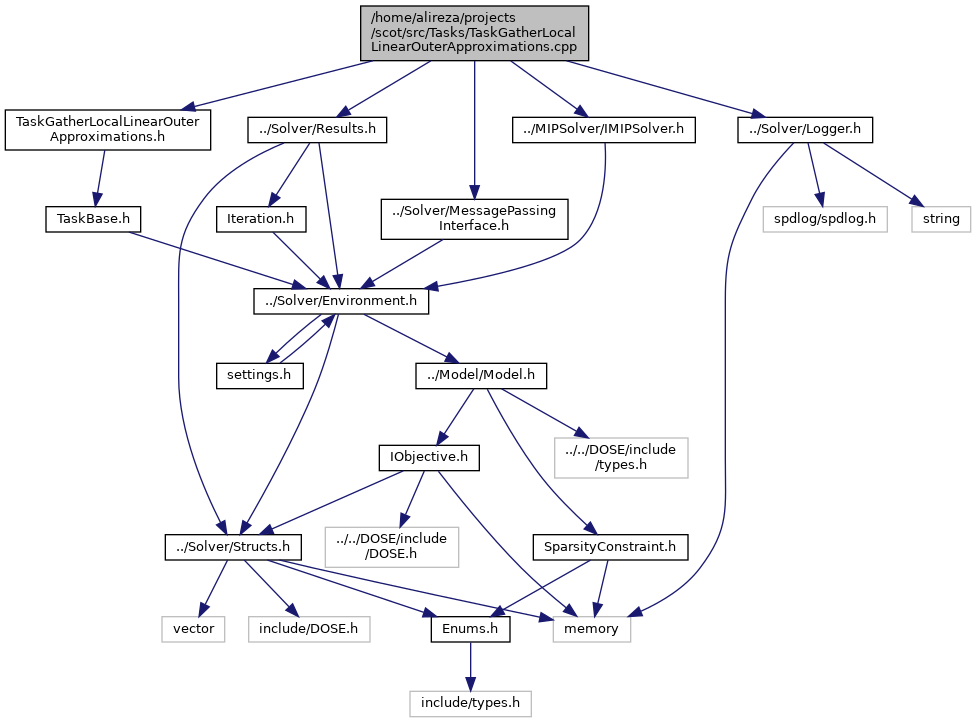 /home/alireza/projects
/scot/src/Tasks/TaskGatherLocal
LinearOuterApproximations.cpp
TaskGatherLocalLinearOuter
Approximations.h
../Solver/Results.h
../MIPSolver/IMIPSolver.h
../Solver/Logger.h
TaskBase.h
Iteration.h
../Solver/MessagePassing
Interface.h
spdlog/spdlog.h
string
../Solver/Environment.h
settings.h
../Model/Model.h
IObjective.h
../../DOSE/include
/types.h
../Solver/Structs.h
../../DOSE/include
/DOSE.h
SparsityConstraint.h
vector
include/DOSE.h
Enums.h
memory
include/types.h